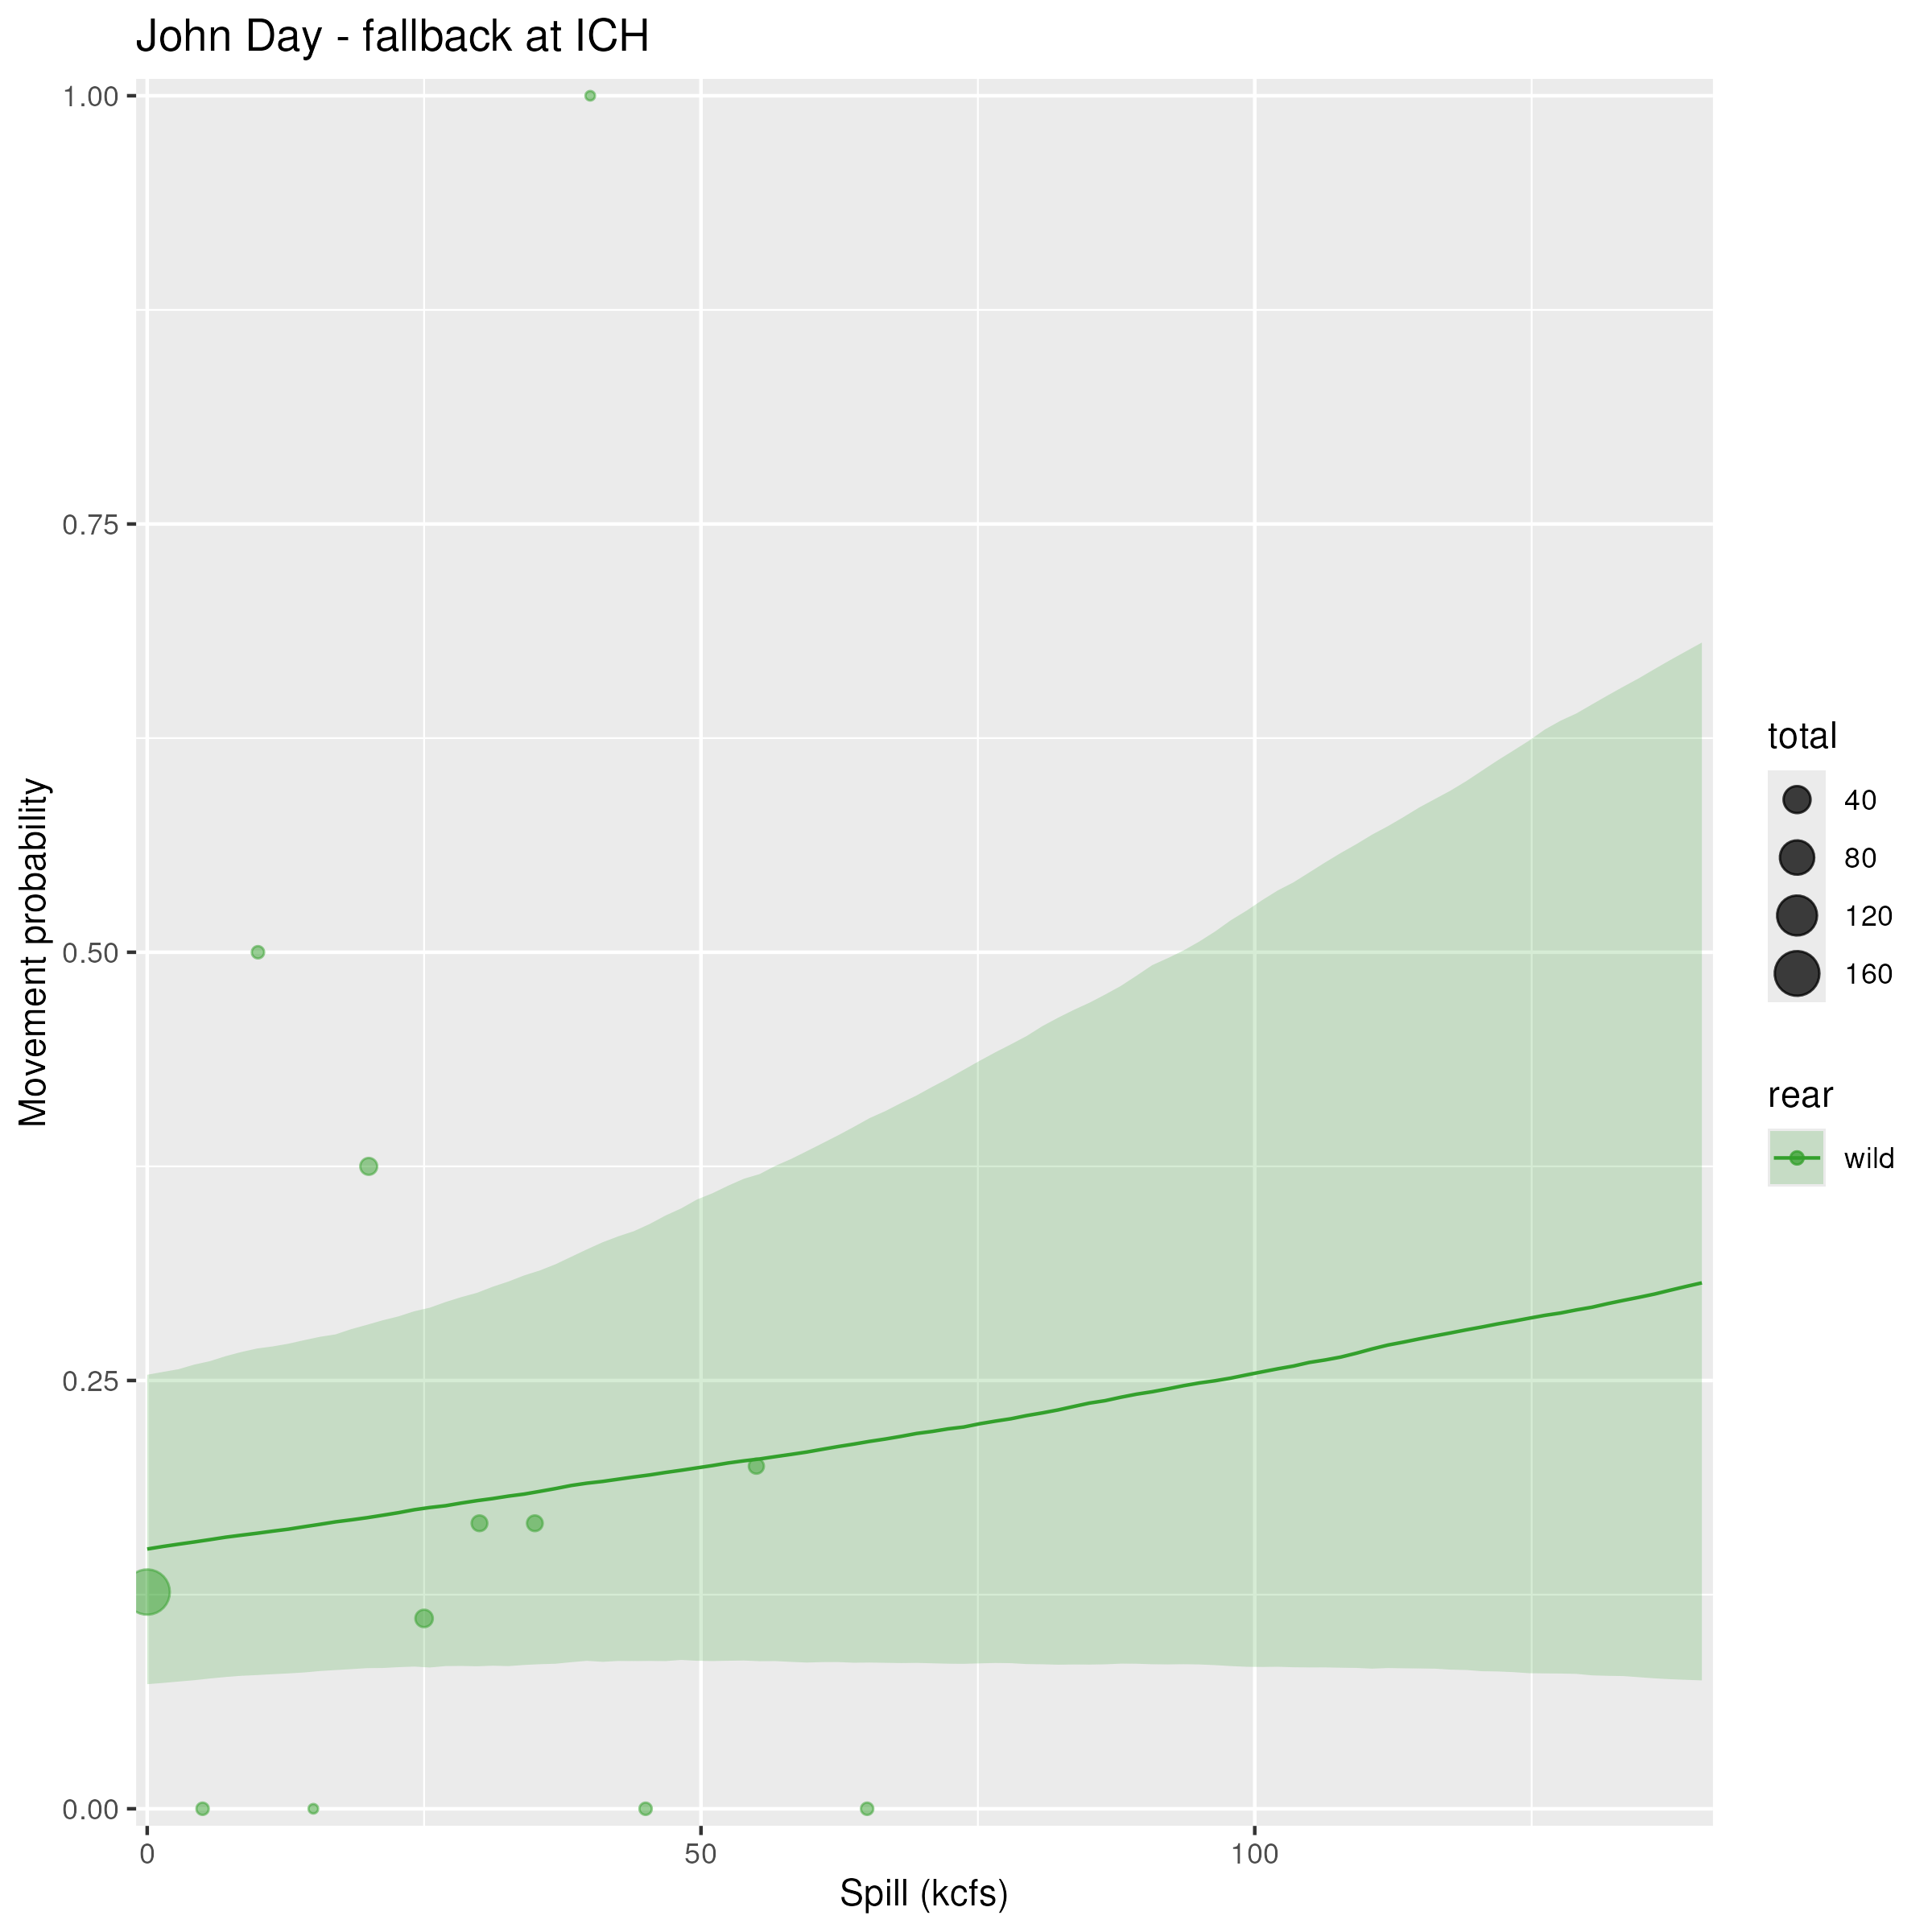 John Day - fallback at ICH
1.00
0.75
0.50
0.25
0.00
Movement probability
0
50
100
Spill (kcfs)
total
40
80
120
160
rear
wild